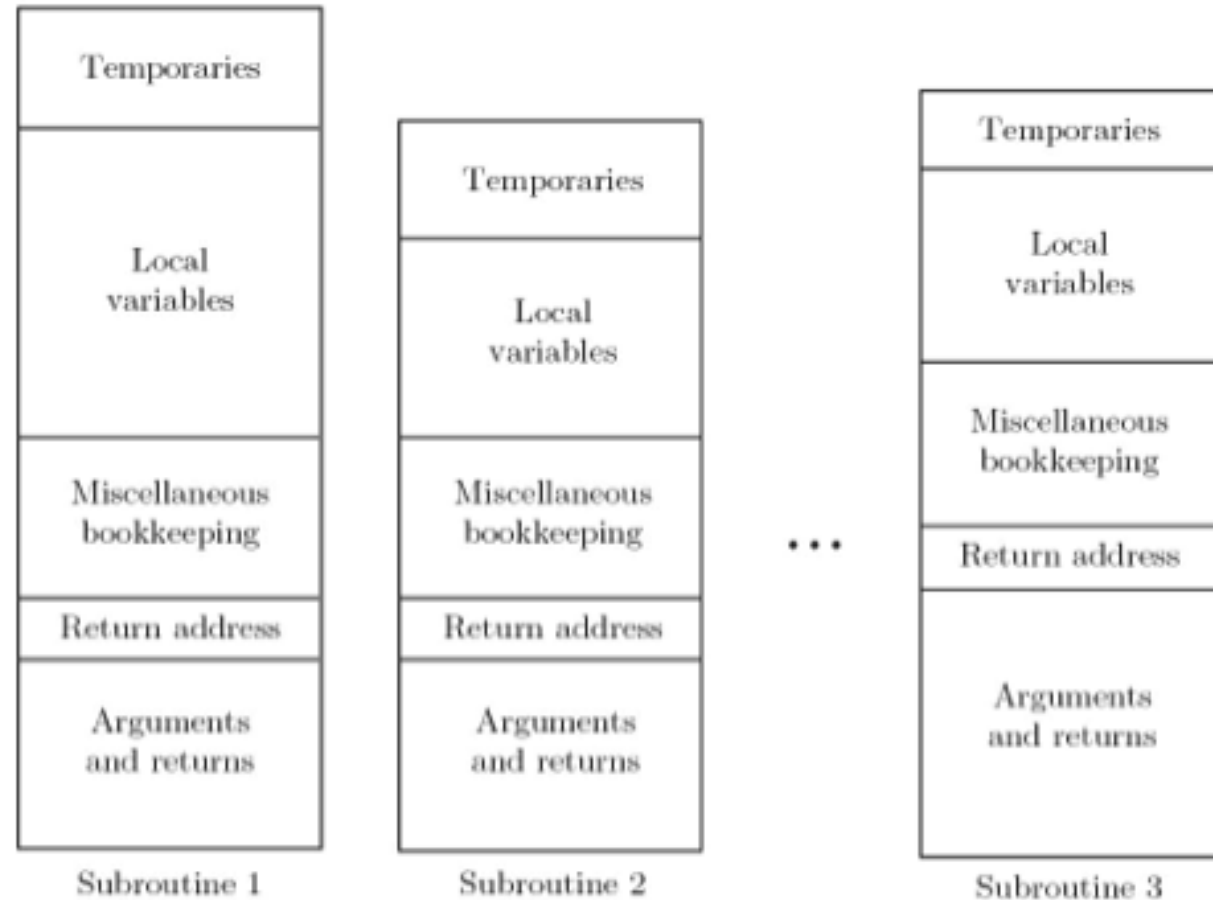 Temporaries
Local
variables
Miscellaneous
bookkeeping
Return address
Arguments
and returns
Subroutine 1
Temporaries
Local
variables
Miscellaneous
bookkeeping
Return address
Arguments
and returns
Subroutine 2
...
Temporaries
Local
variables
Miscellaneous
bookkeeping
Return address
Arguments
and returns
Subroutine 3